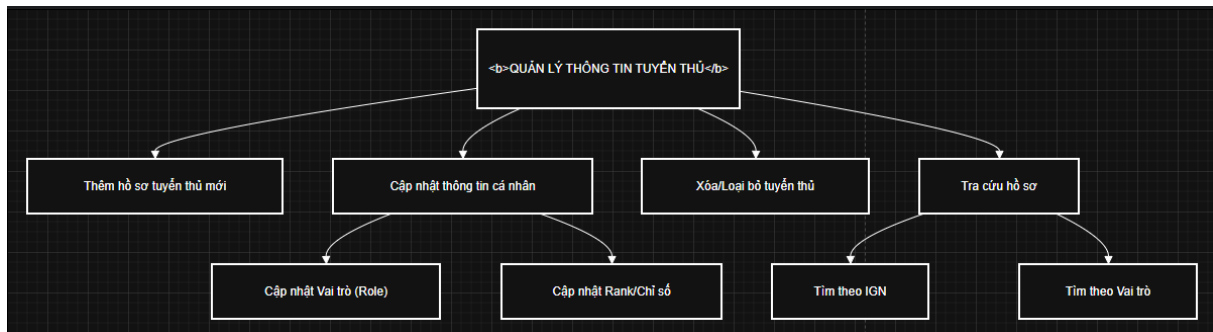 <b>QUẢN LÝ THÔNG TIN TUYỂN THỦ</b>
Thêm hồ sơ tuyển thủ mới
Cập nhật thông tin cá nhân
Xóa/Loại bỏ tuyển thủ
Tra cứu hồ sơ
Cập nhật Vai trò (Role)
Cập nhật Rank/Chỉ số
Tìm theo IGN
Tìm theo Vai trò